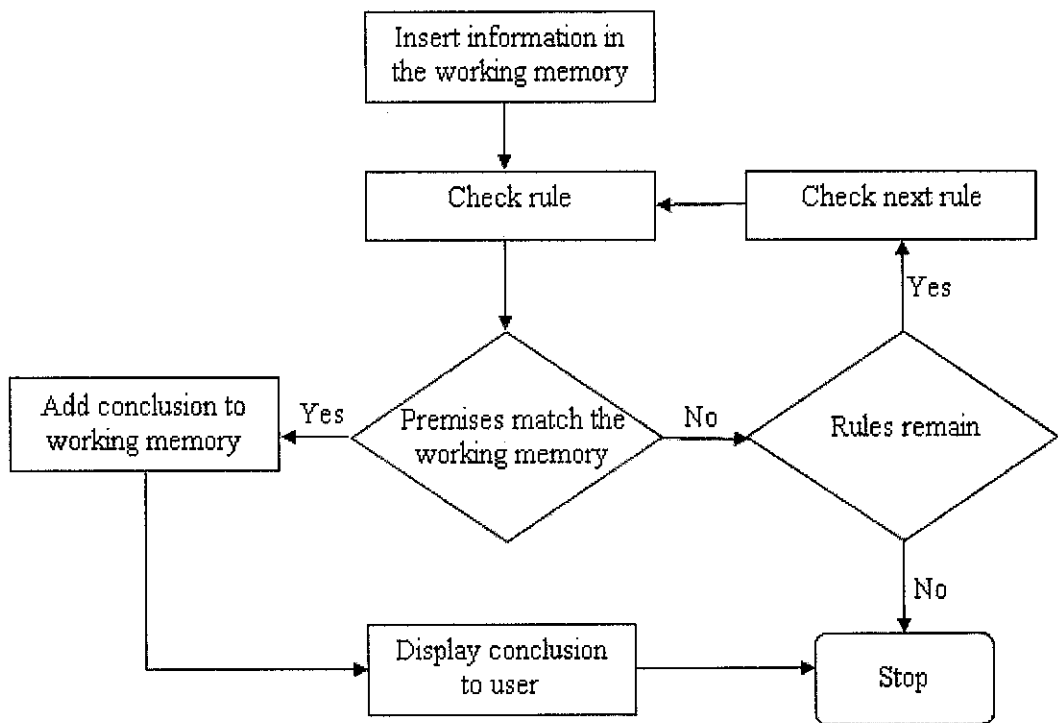 Insert information in
the working memory
Check rule
Check next rule
Yes
Add conclusion to
working memory
Yes
Premises match the
working memory
No
Rules remain
No
Display conclusion
to user
Stop